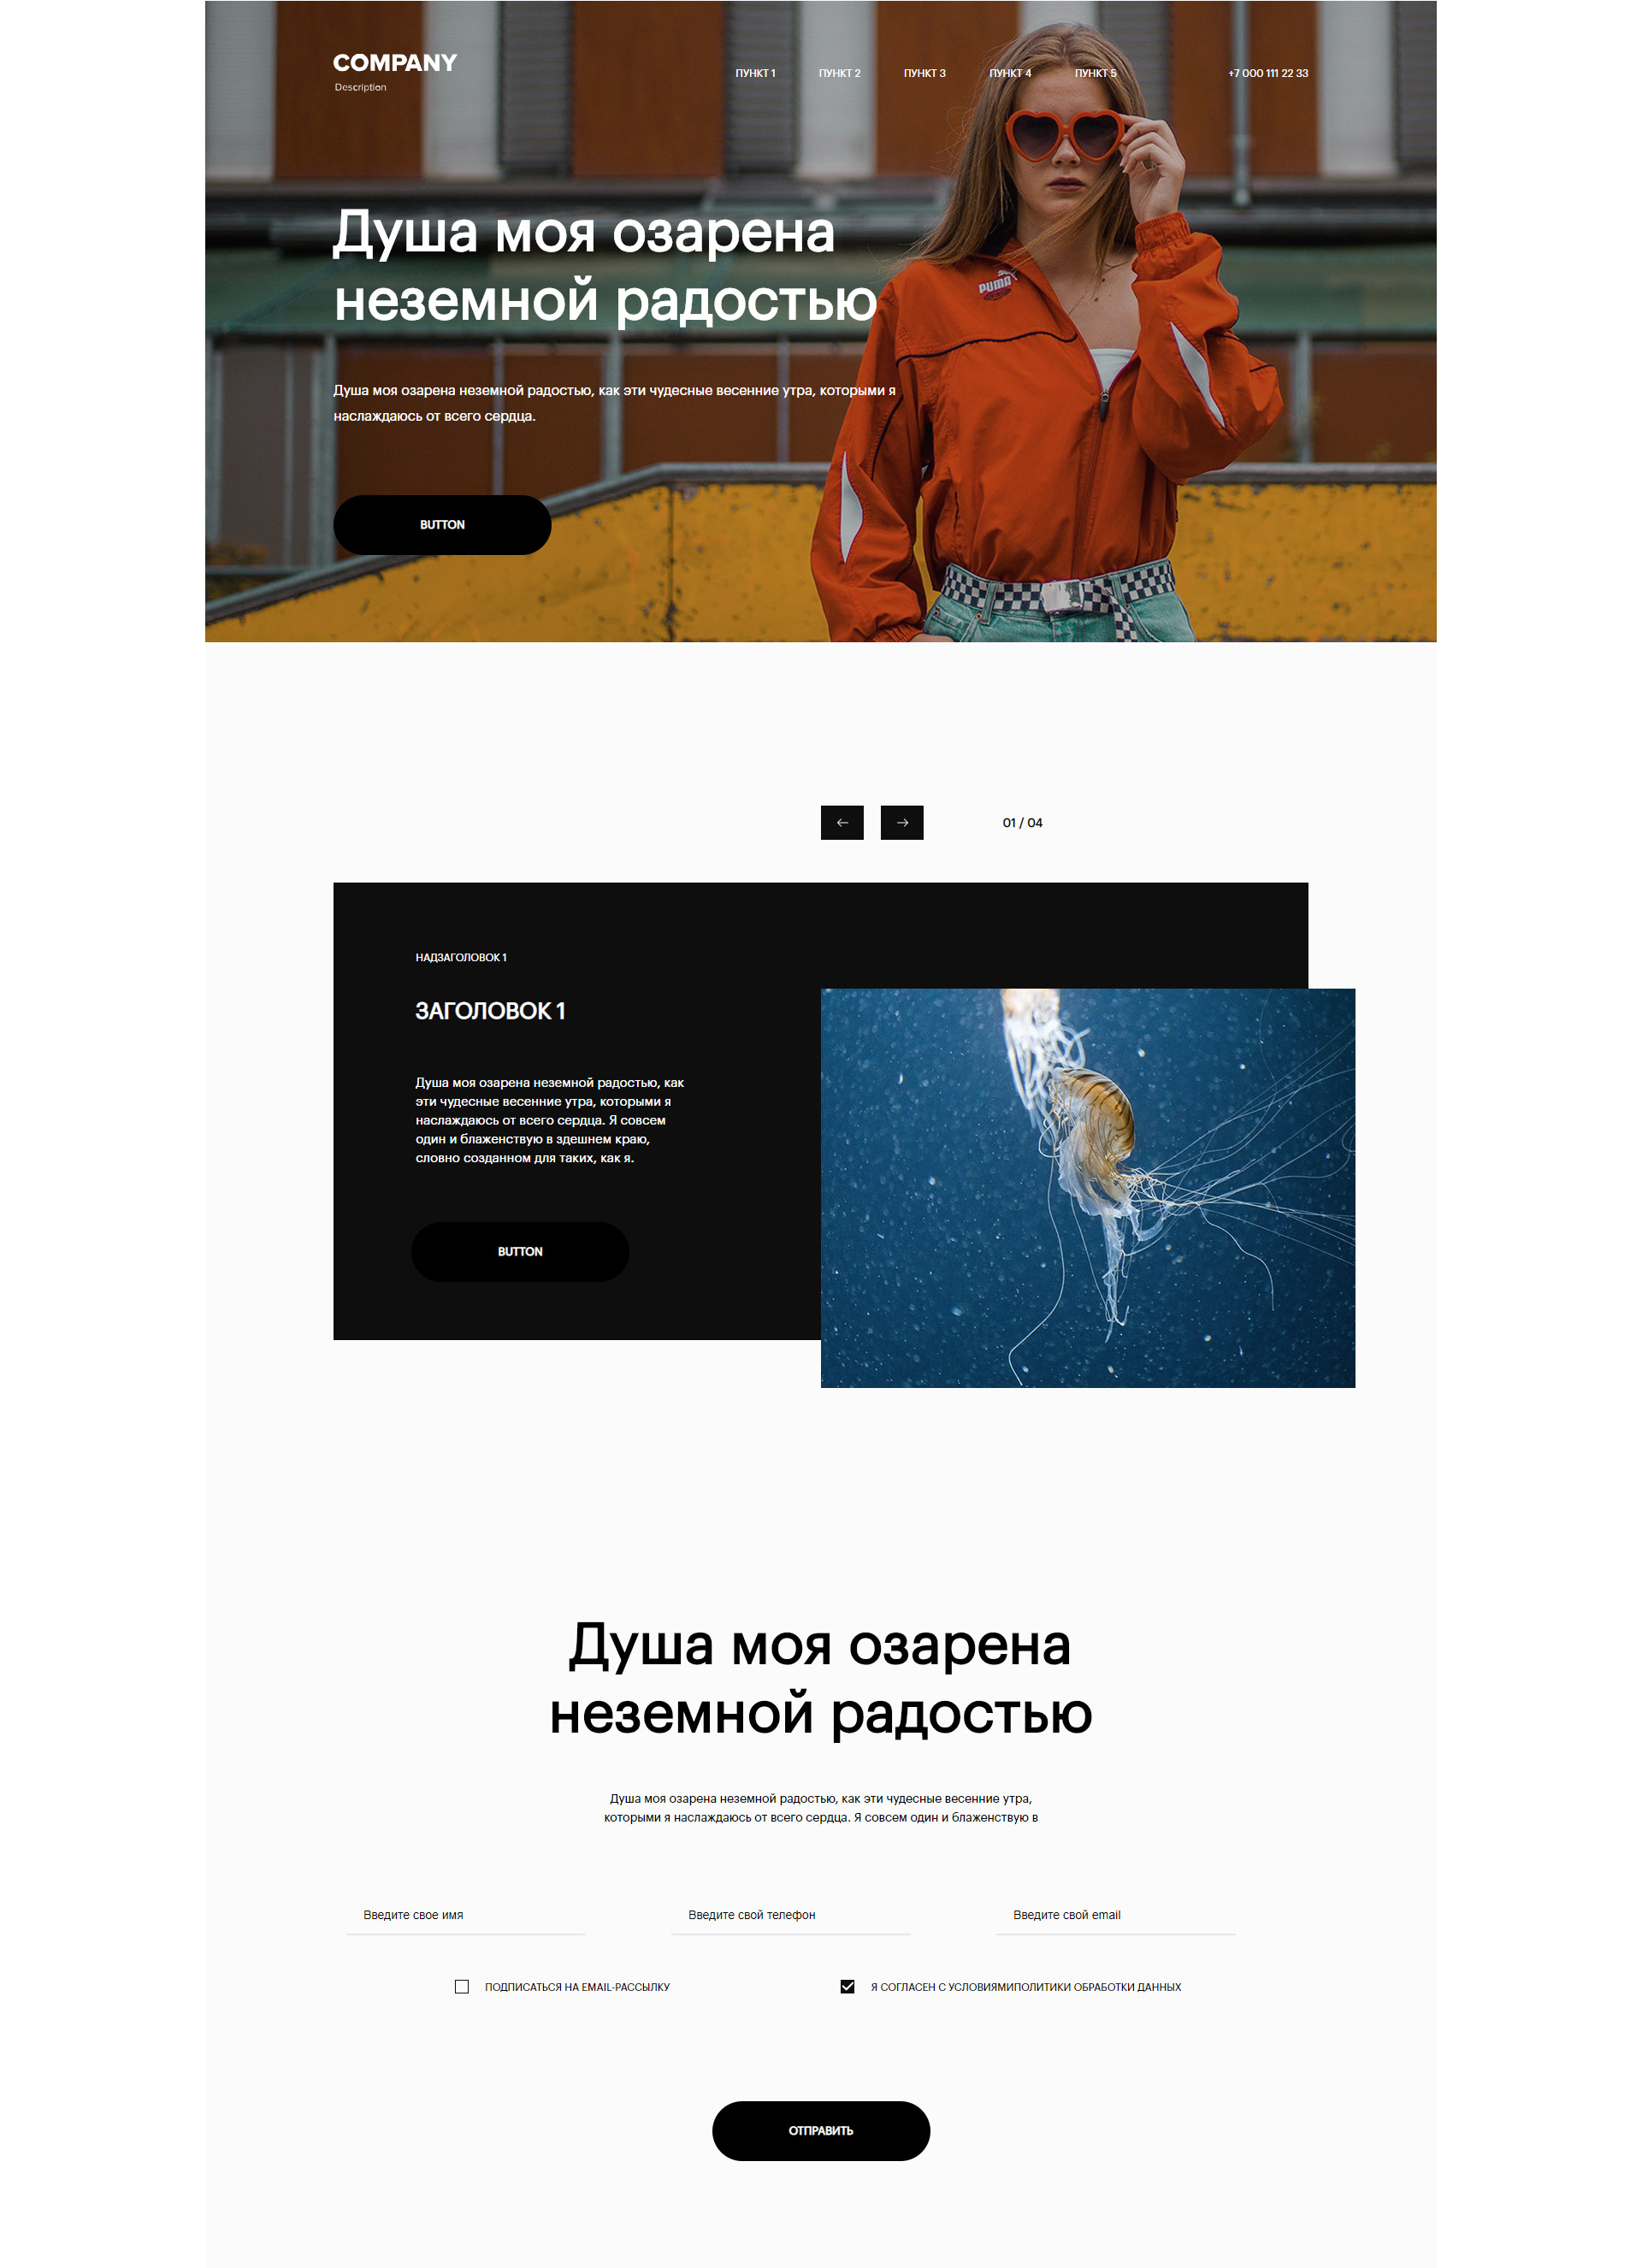 COMPANY
Description
ПУНКТ 1 ПУНКТ 2 ПУНКТ 3 ПУНКТ 4 ПУНКТ 5 +7 000 111 22 33
Душа моя озарена
неземной радостью
Душа моя озарена неземной радостью, как эти чудесные весенние утра, которыми я
наслаждаюсь от всего сердца.
BUTTON
PUMA
01 / 04
НАДЗАГОЛОВОК 1
ЗАГОЛОВОК 1
Душа моя озарена неземной радостью, как
эти чудесные весенние утра, которыми я
наслаждаюсь от всего сердца. Я совсем
один и блаженствую в здешнем краю,
словно созданном для таких, как я.
BUTTON
Душа моя озарена
неземной радостью
Душа моя озарена неземной радостью, как эти чудесные весенние утра,
которыми я наслаждаюсь от всего сердца. Я совсем один и блаженствую в
Введите свое имя Введите свой телефон Введите свой email
ПОДПИСАТЬСЯ НА EMAIL-РАССЫЛКУ Я СОГЛАСЕН С УСЛОВИЯМИПОЛИТИКИ ОБРАБОТКИ ДАННЫХ
ОТПРАВИТЬ